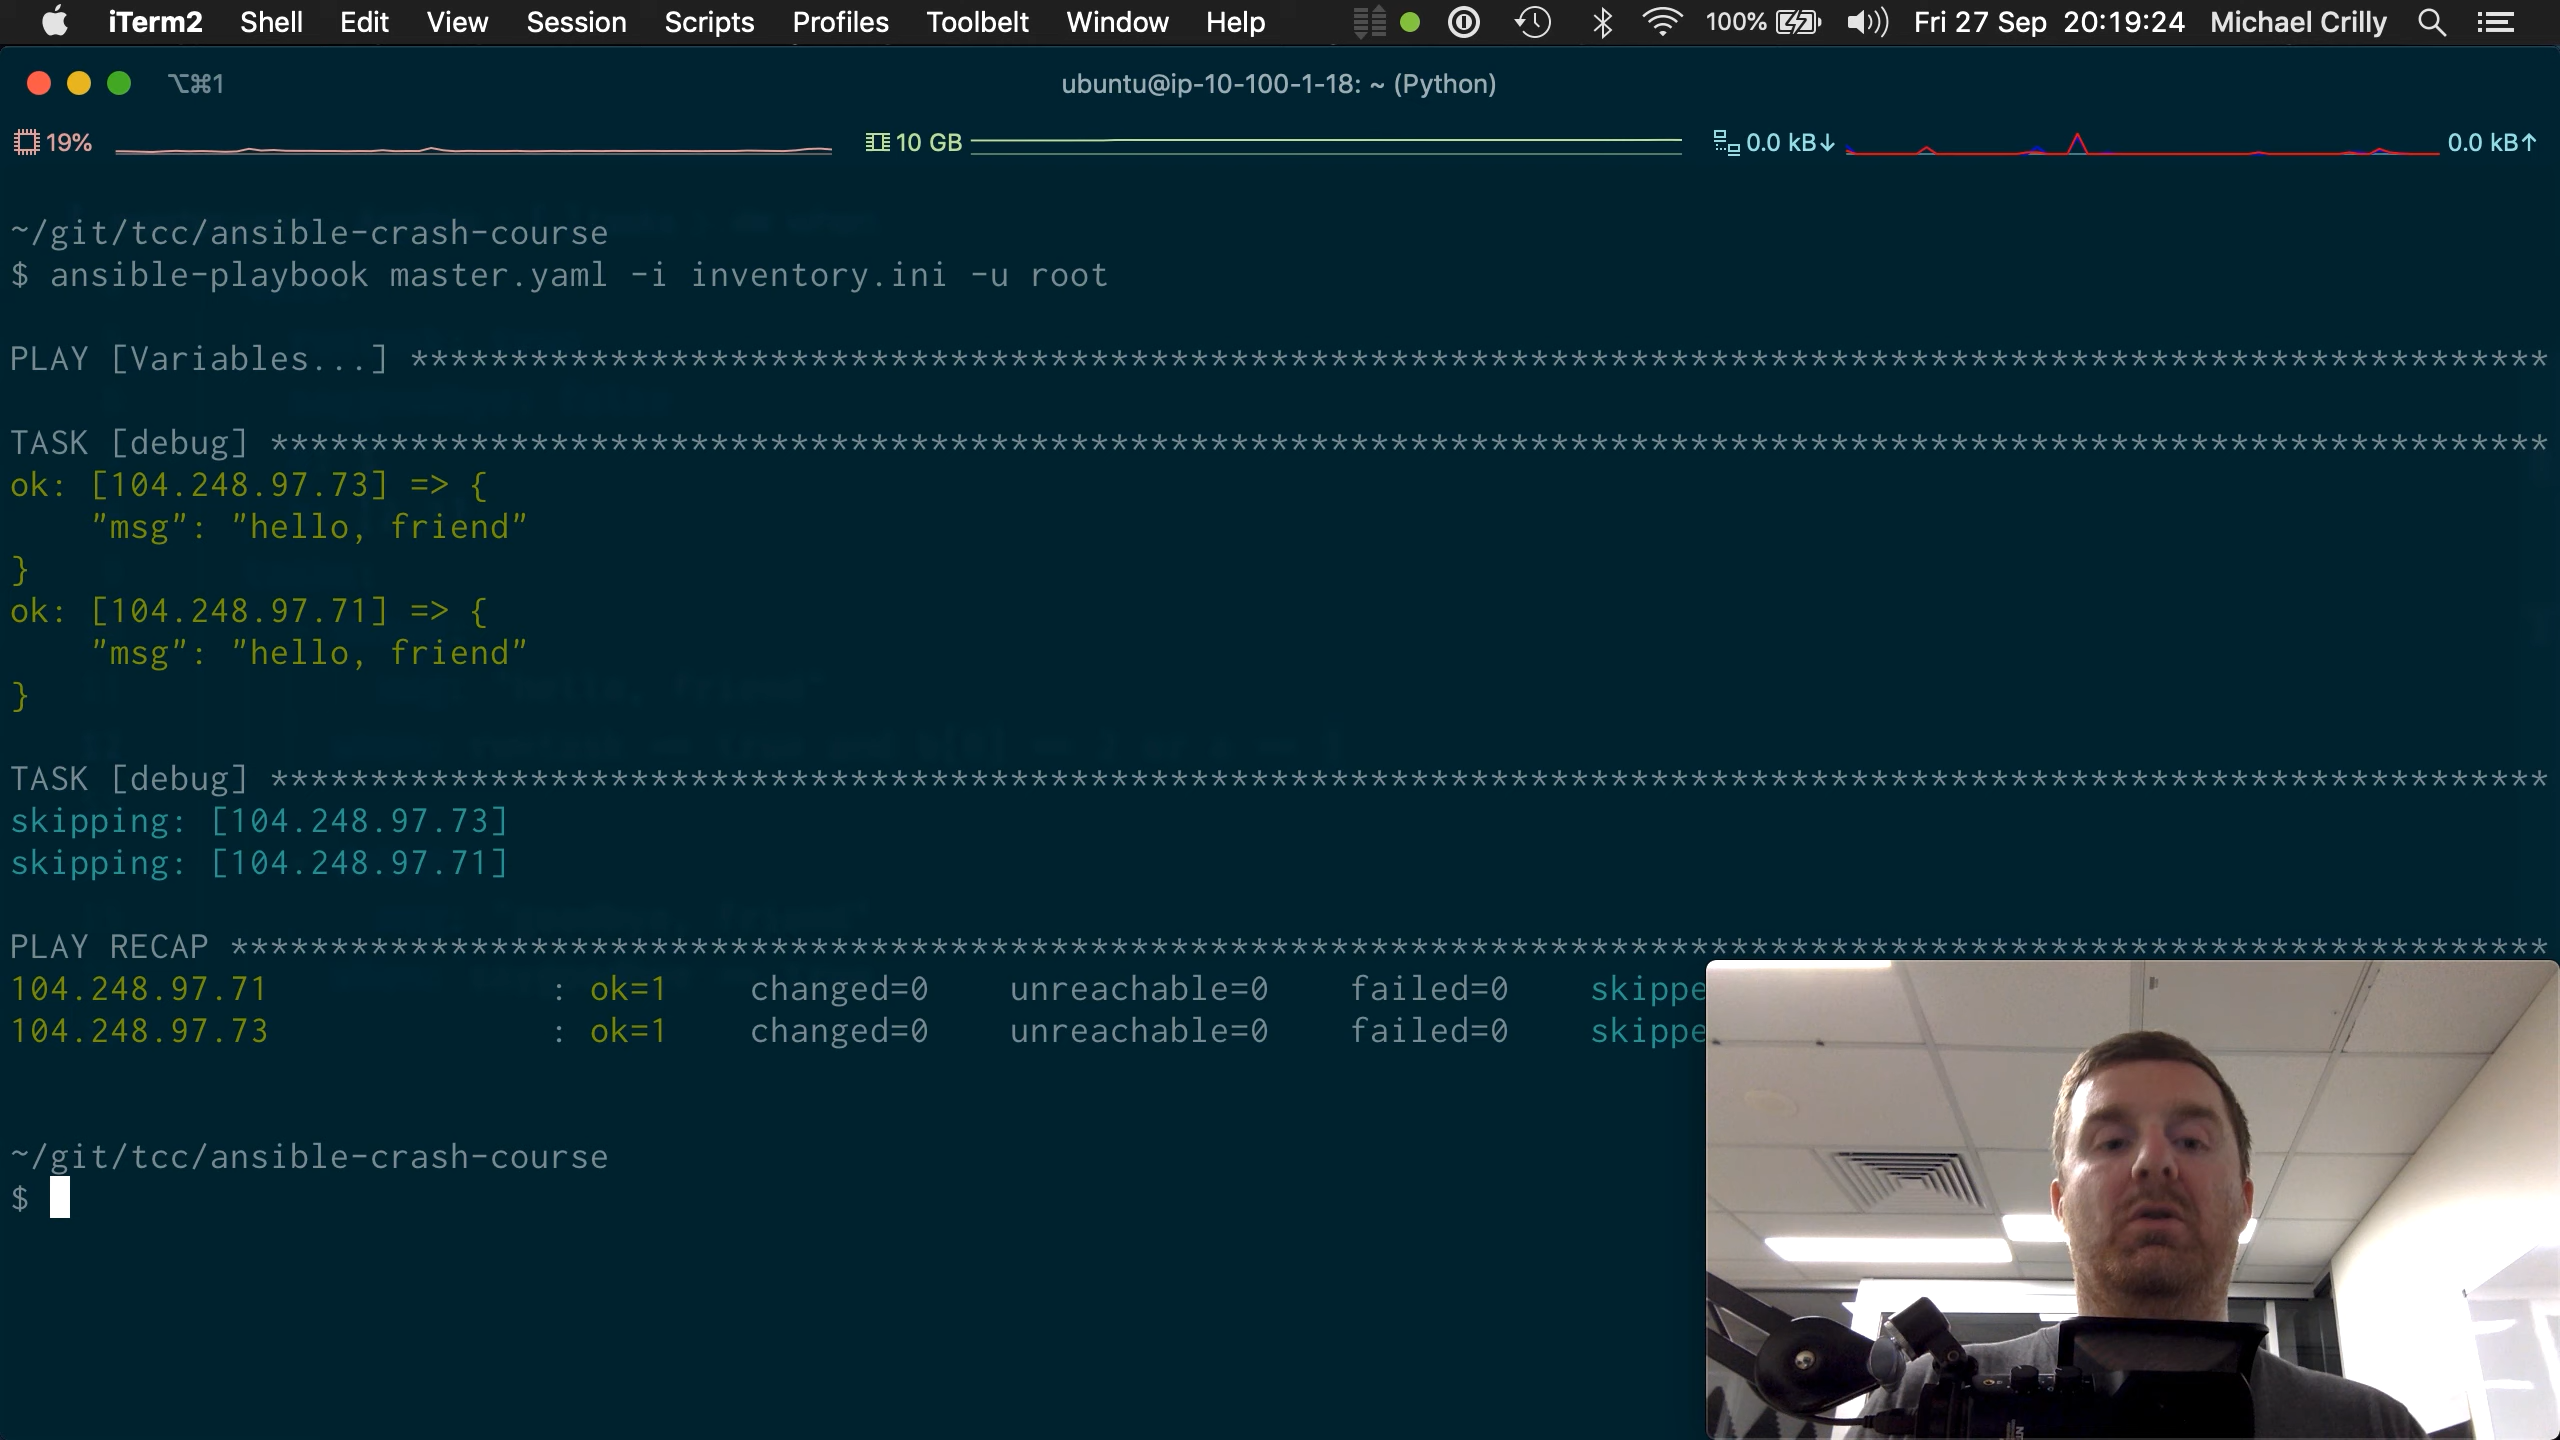 iTerm2 Shell Edit View Session Scripts Profiles Toolbelt Window Help 100% Fri 27 Sep 20:19:24 Michael Crilly
⌥⌘1 ubuntu@ip-10-100-1-18: ~ (Python)
19% 10 GB 0.0 kB↓ 0.0 kB↑
~/git/tcc/ansible-crash-course
$ ansible-playbook master.yaml -i inventory.ini -u root
PLAY [Variables...] ***********************************************************************************************************
TASK [debug] ******************************************************************************************************************
ok: [104.248.97.73] => {
    "msg": "hello, friend"
}
ok: [104.248.97.71] => {
    "msg": "hello, friend"
}
TASK [debug] ******************************************************************************************************************
skipping: [104.248.97.73]
skipping: [104.248.97.71]
PLAY RECAP ********************************************************************************************************************
104.248.97.71 : ok=1 changed=0 unreachable=0 failed=0 skippe
104.248.97.73 : ok=1 changed=0 unreachable=0 failed=0 skippe
~/git/tcc/ansible-crash-course
$